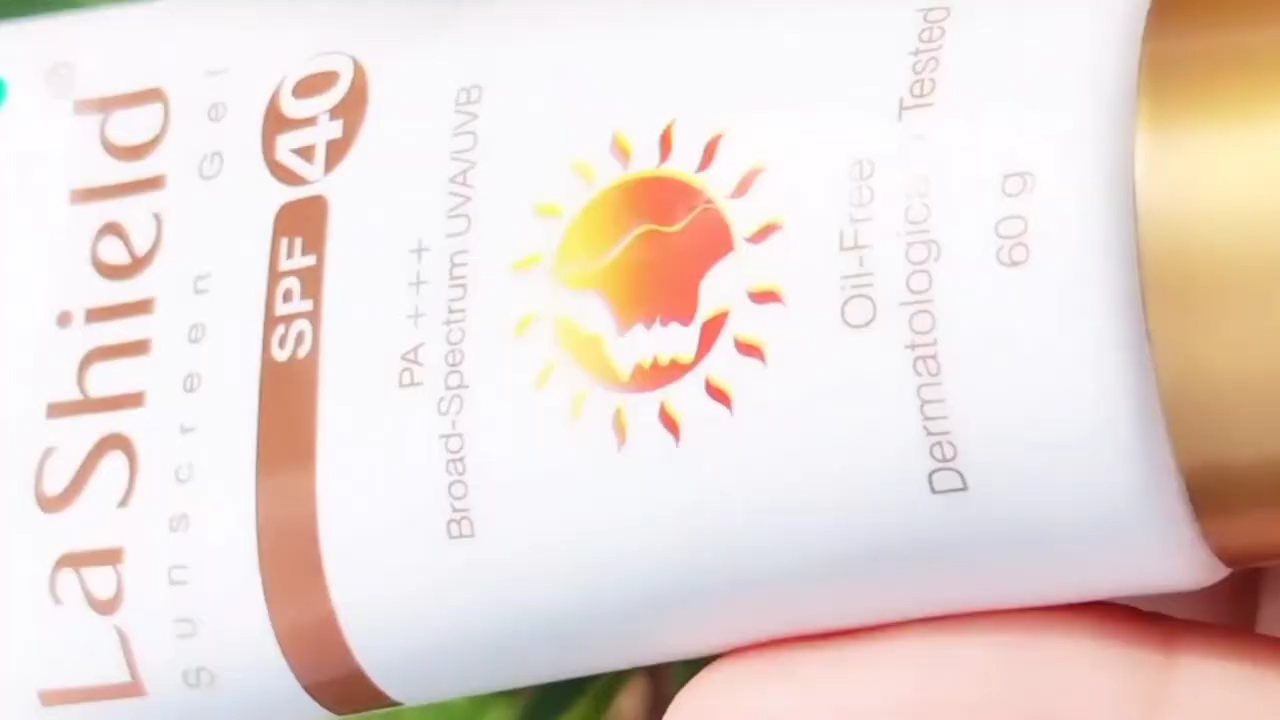 La Shield
Sunscreen Gel
SPF 40
PA +++
Broad-Spectrum UVA/UVB
Oil-Free
Tested
60 g